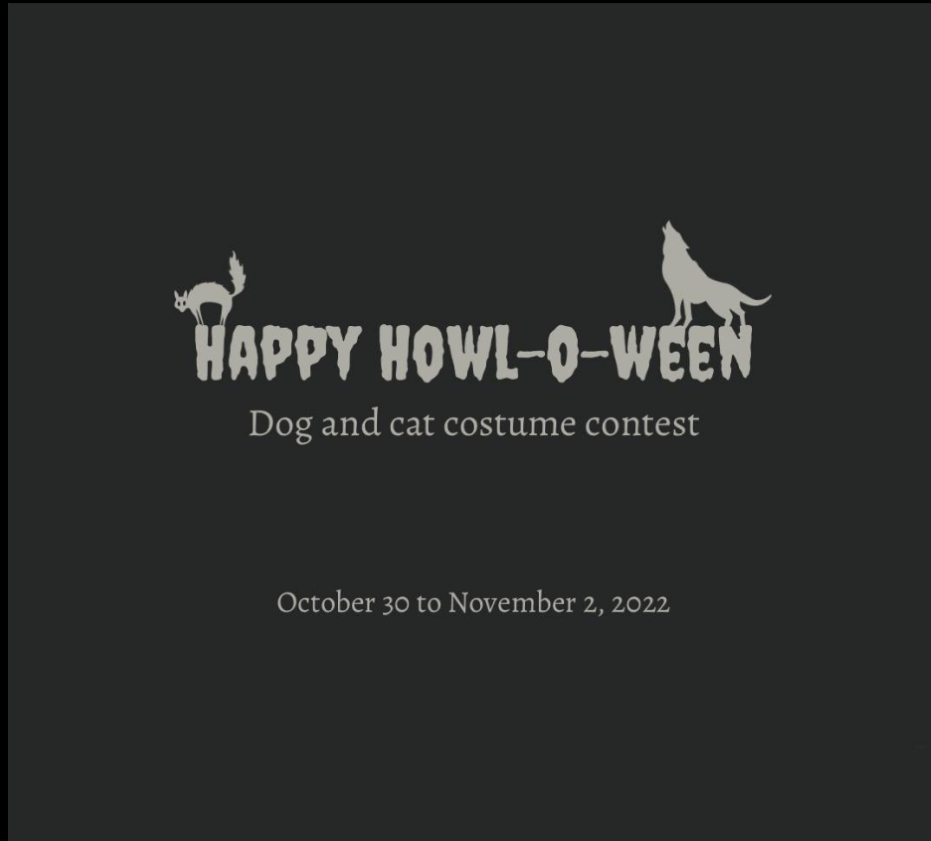 HAPPY HOWL-O-WEEN
Dog and cat costume contest
October 30 to November 2, 2022